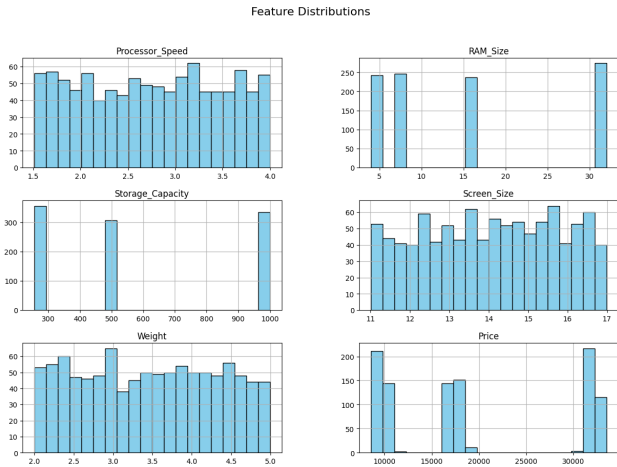 Feature Distributions
Processor_Speed
60
50
40
30
20
10
0
1.5 2.0 2.5 3.0 3.5 4.0
RAM_Size
250
200
150
100
50
0
5 10 15 20 25 30
Storage_Capacity
300
200
100
0
300 400 500 600 700 800 900 1000
Screen_Size
60
50
40
30
20
10
0
11 12 13 14 15 16 17
Weight
60
50
40
30
20
10
0
2.0 2.5 3.0 3.5 4.0 4.5 5.0
Price
200
150
100
50
0
10000 15000 20000 25000 30000